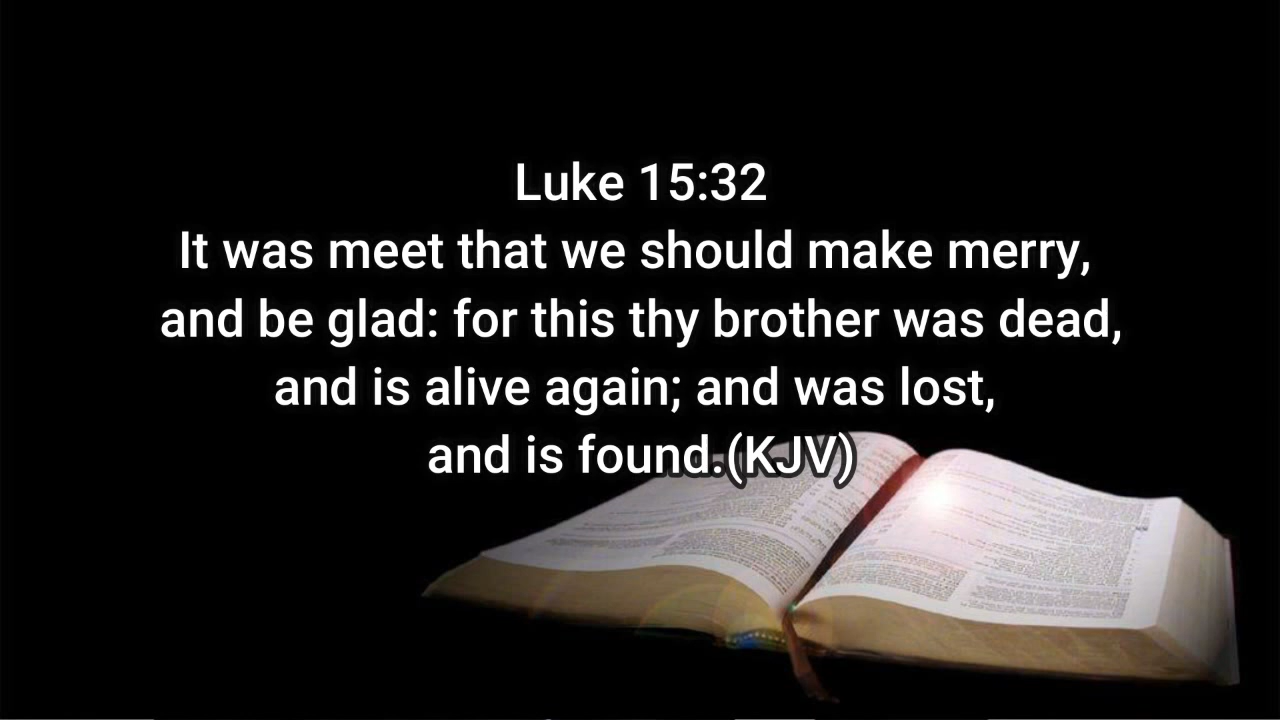 Luke 15:32
It was meet that we should make merry,
and be glad: for this thy brother was dead,
and is alive again; and was lost,
and is found.(KJV)